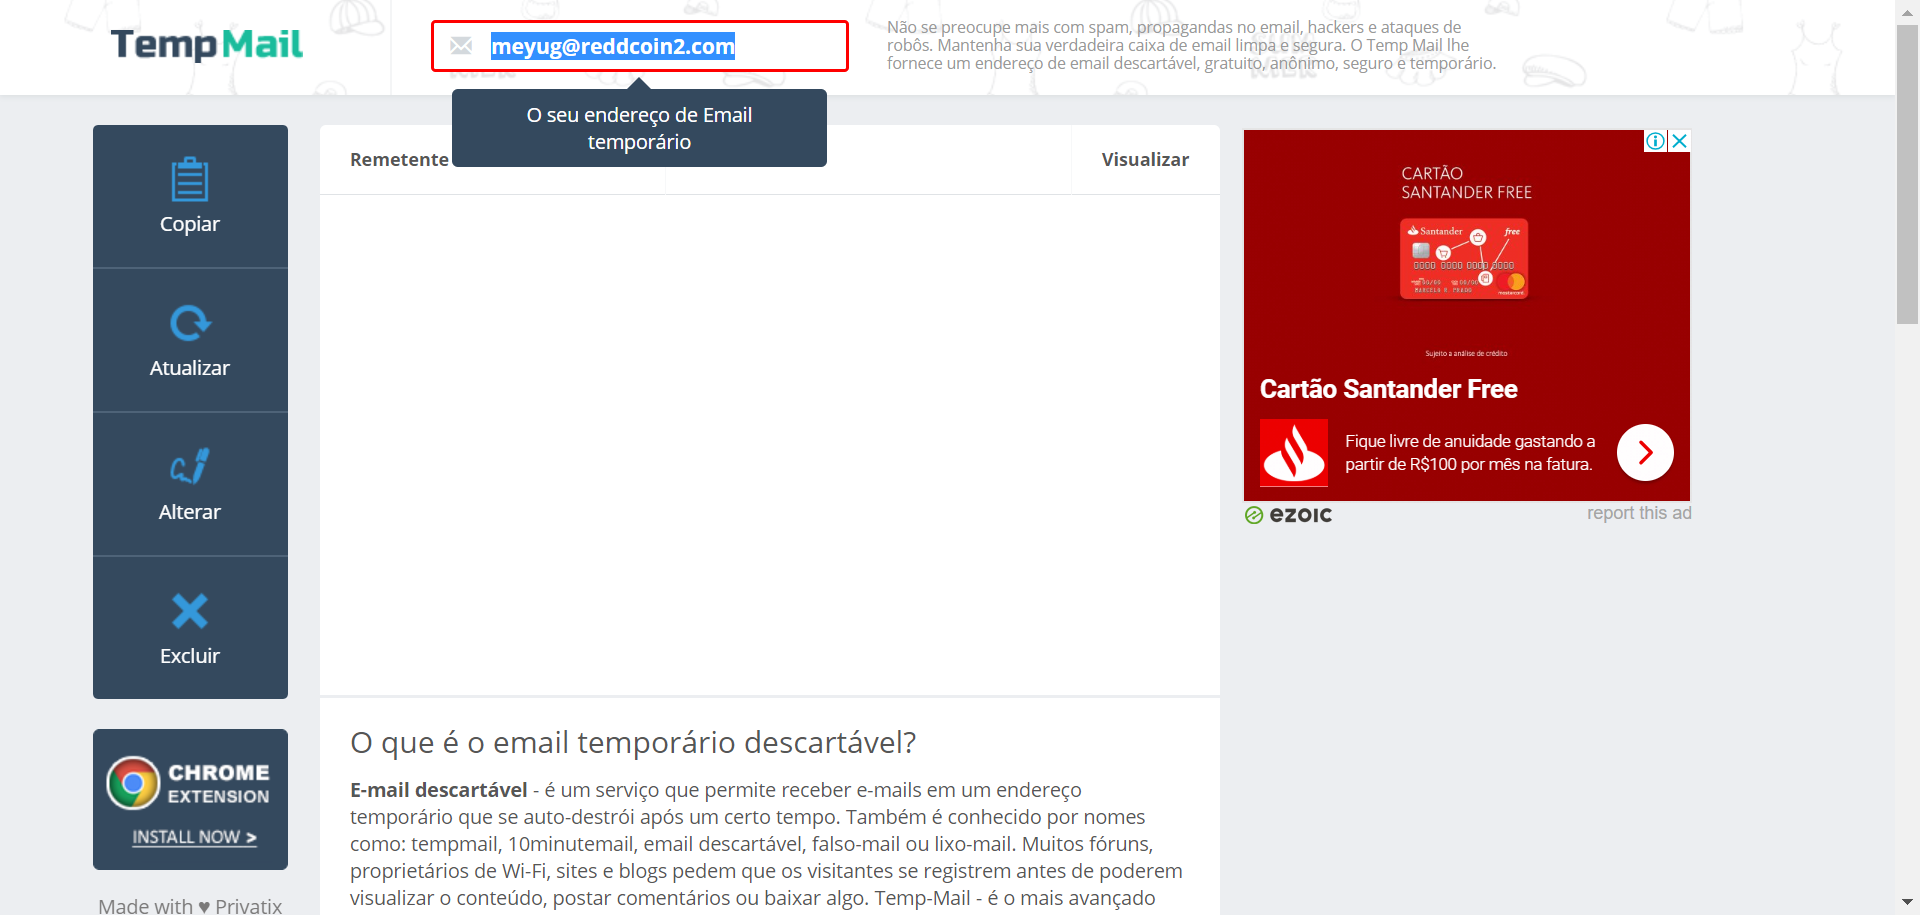 TempMail
meyug@reddcoin2.com
Não se preocupe mais com spam, propagandas no email, hackers e ataques de
robôs. Mantenha sua verdadeira caixa de email limpa e segura. O Temp Mail lhe
fornece um endereço de email descartável, gratuito, anônimo, seguro e temporário.
O seu endereço de Email
temporário
Copiar
Atualizar
Alterar
Excluir
CHROME
EXTENSION
INSTALL NOW >
Made with ♥ Privatix
Remetente
Visualizar
O que é o email temporário descartável?
E-mail descartável - é um serviço que permite receber e-mails em um endereço
temporário que se auto-destrói após um certo tempo. Também é conhecido por nomes
como: tempmail, 10minutemail, email descartável, falso-mail ou lixo-mail. Muitos fóruns,
proprietários de Wi-Fi, sites e blogs pedem que os visitantes se registrem antes de poderem
visualizar o conteúdo, postar comentários ou baixar algo. Temp-Mail - é o mais avançado
CARTÃO
SANTANDER FREE
Santander
free
0000 0000 0000 0000
MARCELO R. PRADO
mastercard
Sujeito a análise de crédito
Cartão Santander Free
Fique livre de anuidade gastando a
partir de R$100 por mês na fatura.
ezoic
report this ad